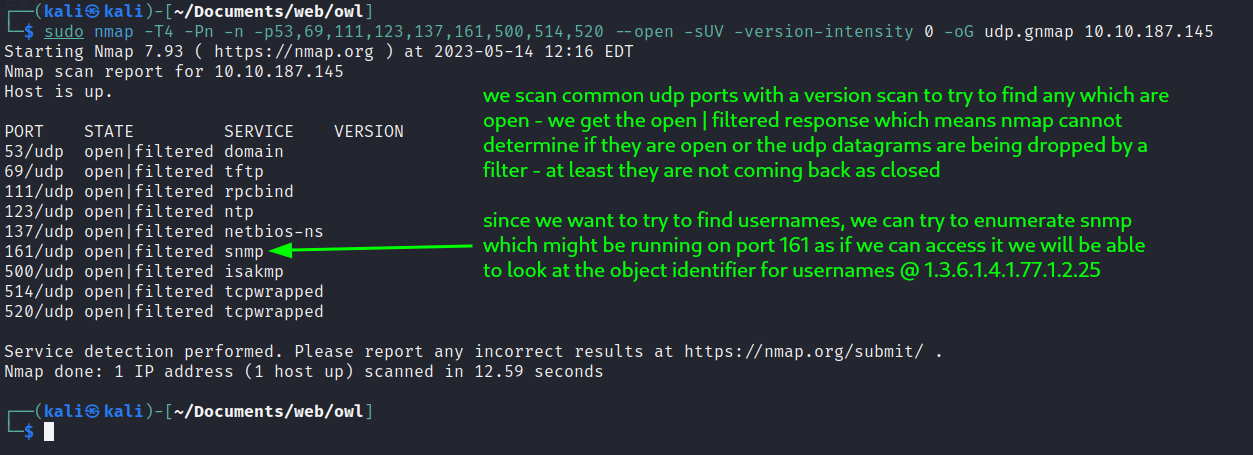 ┌──(kali㉿kali)-[~/Documents/web/owl]
└─$ sudo nmap -T4 -Pn -n -p53,69,111,123,137,161,500,514,520 --open -sUV -version-intensity 0 -oG udp.gnmap 10.10.187.145
Starting Nmap 7.93 ( https://nmap.org ) at 2023-05-14 12:16 EDT
Nmap scan report for 10.10.187.145
Host is up.
PORT    STATE         SERVICE    VERSION
53/udp  open|filtered domain
69/udp  open|filtered tftp
111/udp open|filtered rpcbind
123/udp open|filtered ntp
137/udp open|filtered netbios-ns
161/udp open|filtered snmp
500/udp open|filtered isakmp
514/udp open|filtered tcpwrapped
520/udp open|filtered tcpwrapped
we scan common udp ports with a version scan to try to find any which are
open - we get the open | filtered response which means nmap cannot
determine if they are open or the udp datagrams are being dropped by a
filter - at least they are not coming back as closed
since we want to try to find usernames, we can try to enumerate snmp
which might be running on port 161 as if we can access it we will be able
to look at the object identifier for usernames @ 1.3.6.1.4.1.77.1.2.25
Service detection performed. Please report any incorrect results at https://nmap.org/submit/ .
Nmap done: 1 IP address (1 host up) scanned in 12.59 seconds
┌──(kali㉿kali)-[~/Documents/web/owl]
└─$